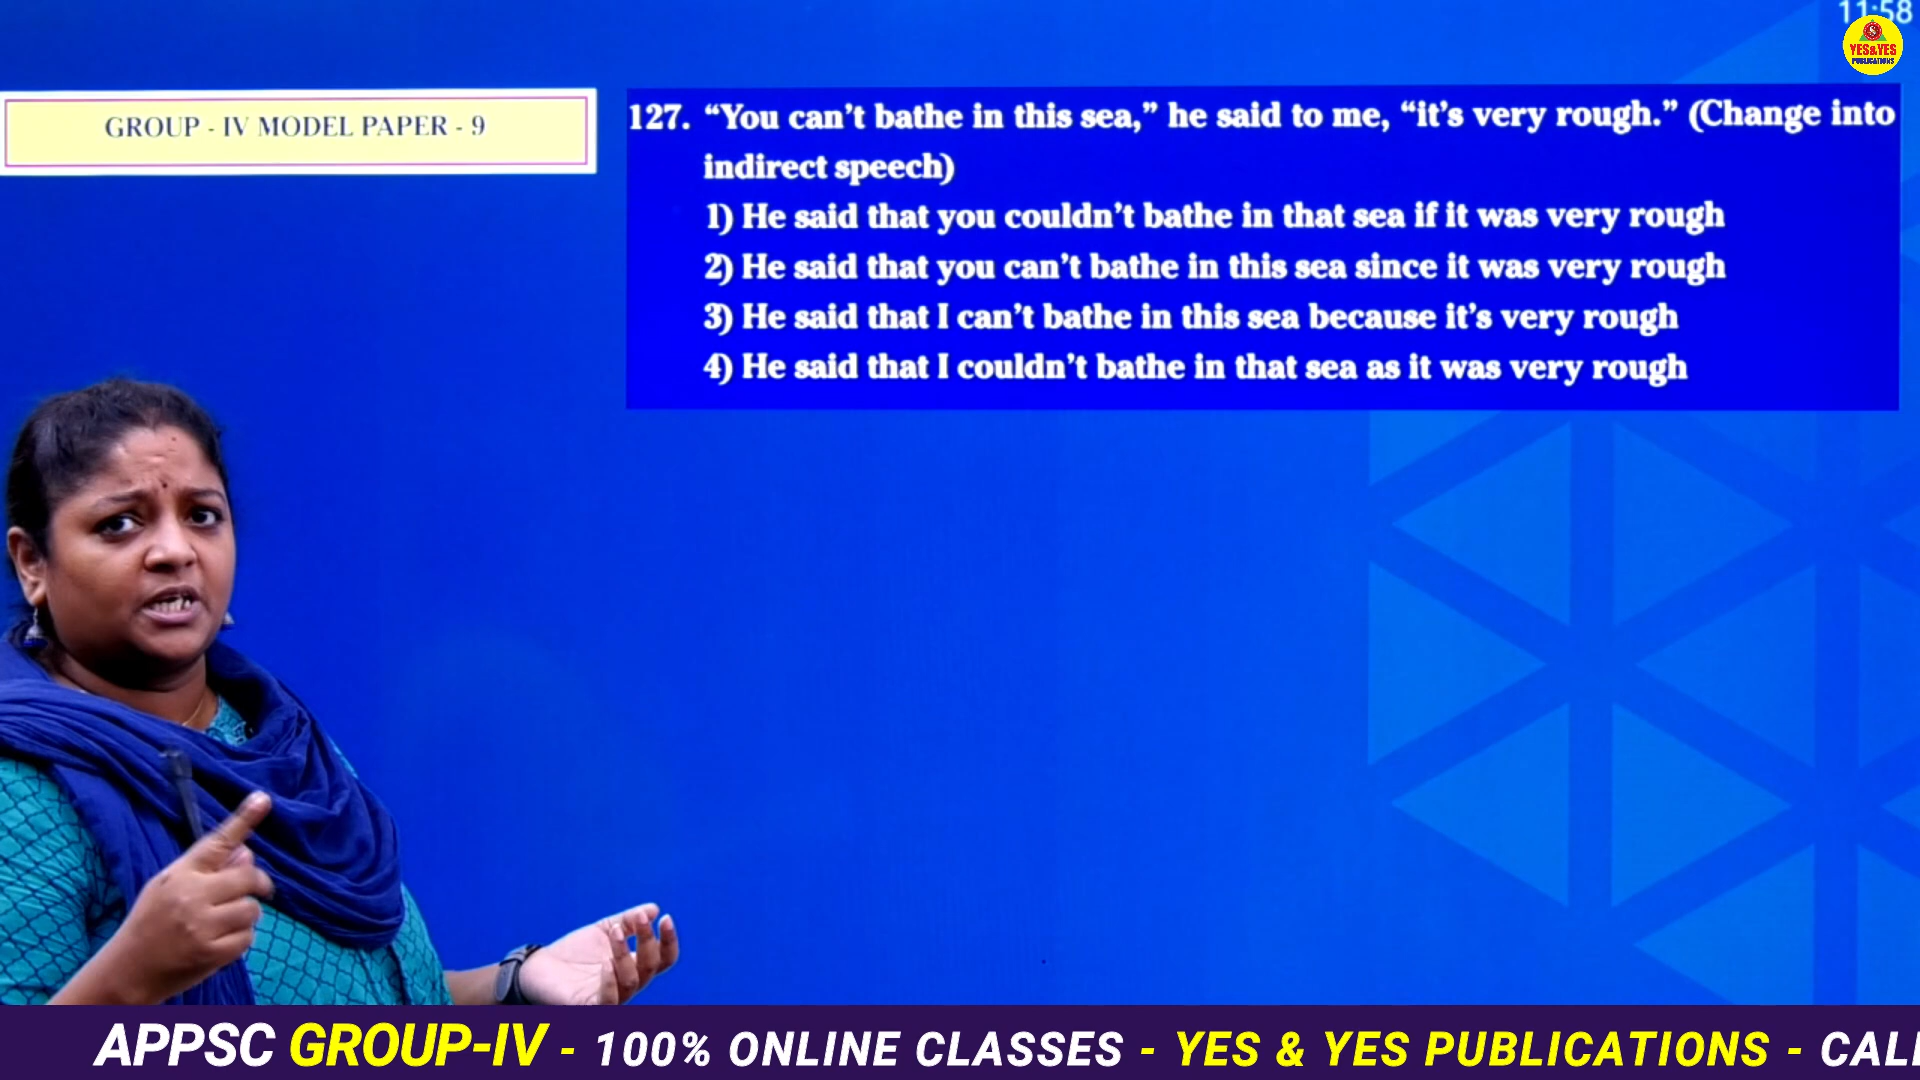 11:58
YES&YES
PUBLICATIONS
GROUP - IV MODEL PAPER - 9
127. “You can’t bathe in this sea,” he said to me, “it’s very rough.” (Change into
indirect speech)
1) He said that you couldn’t bathe in that sea if it was very rough
2) He said that you can’t bathe in this sea since it was very rough
3) He said that I can’t bathe in this sea because it’s very rough
4) He said that I couldn’t bathe in that sea as it was very rough
APPSC GROUP-IV - 100% ONLINE CLASSES - YES & YES PUBLICATIONS - CALL